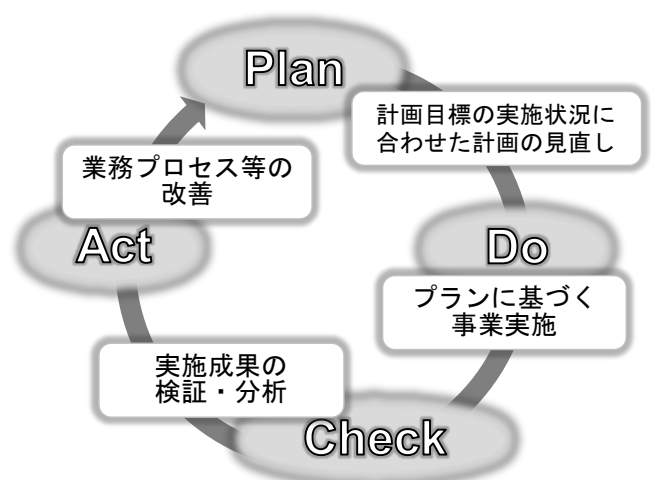 Plan
計画目標の実施状況に
合わせた計画の見直し
Do
プランに基づく
事業実施
Check
実施成果の
検証・分析
Act
業務プロセス等の
改善